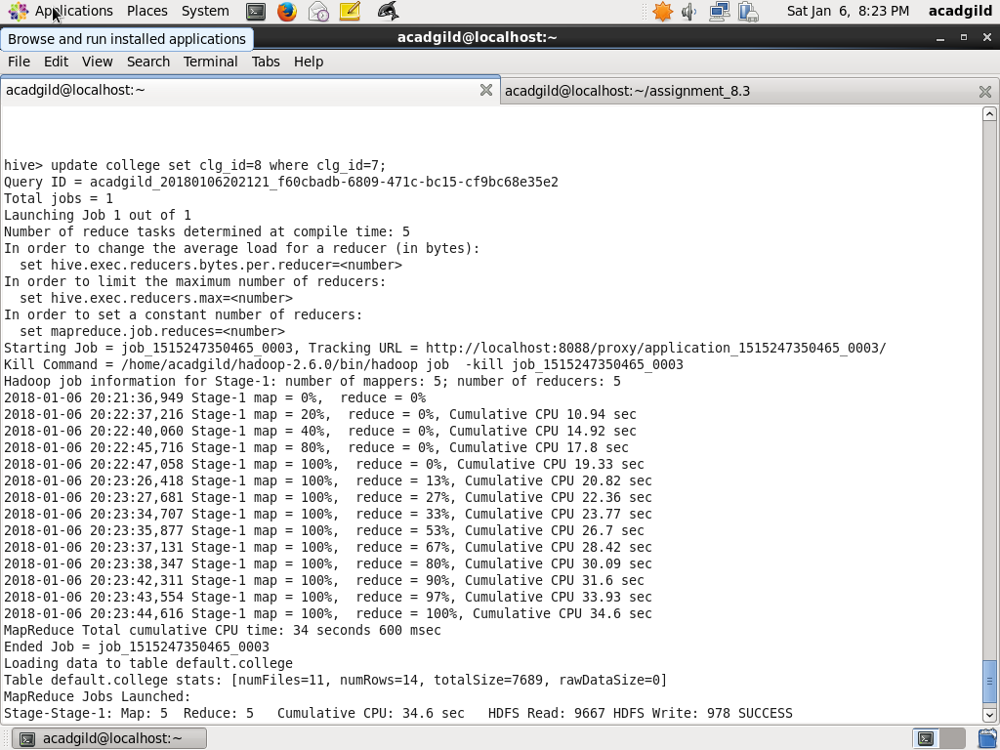 Applications Places System Sat Jan 6, 8:23 PM acadgild
Browse and run installed applications
acadgild@localhost:~
File Edit View Search Terminal Tabs Help
acadgild@localhost:~ acadgild@localhost:~/assignment_8.3
hive> update college set clg_id=8 where clg_id=7;
Query ID = acadgild_20180106202121_f60cbadb-6809-471c-bc15-cf9bc68e35e2
Total jobs = 1
Launching Job 1 out of 1
Number of reduce tasks determined at compile time: 5
In order to change the average load for a reducer (in bytes):
  set hive.exec.reducers.bytes.per.reducer=<number>
In order to limit the maximum number of reducers:
  set hive.exec.reducers.max=<number>
In order to set a constant number of reducers:
  set mapreduce.job.reduces=<number>
Starting Job = job_1515247350465_0003, Tracking URL = http://localhost:8088/proxy/application_1515247350465_0003/
Kill Command = /home/acadgild/hadoop-2.6.0/bin/hadoop job  -kill job_1515247350465_0003
Hadoop job information for Stage-1: number of mappers: 5; number of reducers: 5
2018-01-06 20:21:36,949 Stage-1 map = 0%,  reduce = 0%
2018-01-06 20:22:37,216 Stage-1 map = 20%,  reduce = 0%, Cumulative CPU 10.94 sec
2018-01-06 20:22:40,060 Stage-1 map = 40%,  reduce = 0%, Cumulative CPU 14.92 sec
2018-01-06 20:22:45,716 Stage-1 map = 80%,  reduce = 0%, Cumulative CPU 17.8 sec
2018-01-06 20:22:47,058 Stage-1 map = 100%,  reduce = 0%, Cumulative CPU 19.33 sec
2018-01-06 20:23:26,418 Stage-1 map = 100%,  reduce = 13%, Cumulative CPU 20.82 sec
2018-01-06 20:23:27,681 Stage-1 map = 100%,  reduce = 27%, Cumulative CPU 22.36 sec
2018-01-06 20:23:34,707 Stage-1 map = 100%,  reduce = 33%, Cumulative CPU 23.77 sec
2018-01-06 20:23:35,877 Stage-1 map = 100%,  reduce = 53%, Cumulative CPU 26.7 sec
2018-01-06 20:23:37,131 Stage-1 map = 100%,  reduce = 67%, Cumulative CPU 28.42 sec
2018-01-06 20:23:38,347 Stage-1 map = 100%,  reduce = 80%, Cumulative CPU 30.09 sec
2018-01-06 20:23:42,311 Stage-1 map = 100%,  reduce = 90%, Cumulative CPU 31.6 sec
2018-01-06 20:23:43,554 Stage-1 map = 100%,  reduce = 97%, Cumulative CPU 33.93 sec
2018-01-06 20:23:44,616 Stage-1 map = 100%,  reduce = 100%, Cumulative CPU 34.6 sec
MapReduce Total cumulative CPU time: 34 seconds 600 msec
Ended Job = job_1515247350465_0003
Loading data to table default.college
Table default.college stats: [numFiles=11, numRows=14, totalSize=7689, rawDataSize=0]
MapReduce Jobs Launched:
Stage-Stage-1: Map: 5  Reduce: 5   Cumulative CPU: 34.6 sec   HDFS Read: 9667 HDFS Write: 978 SUCCESS
acadgild@localhost:~